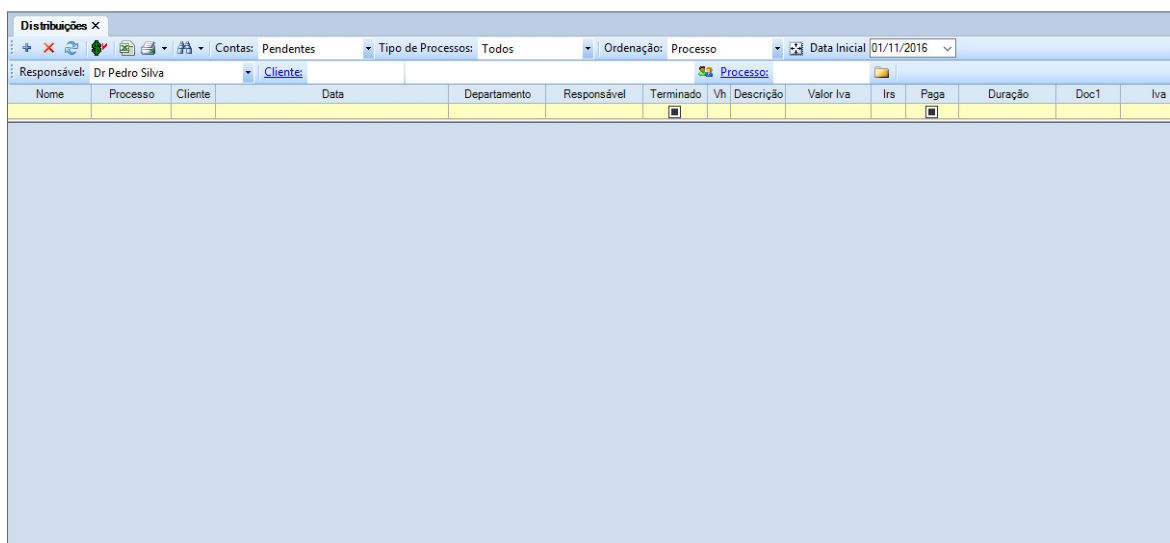 Distribuições X
Contas: Pendentes Tipo de Processos: Todos Ordenação: Processo Data Inicial 01/11/2016
Responsável: Dr Pedro Silva Cliente: Processo:
Nome Processo Cliente Data Departamento Responsável Terminado Vh Descrição Valor Iva Irs Paga Duração Doc1 Iva